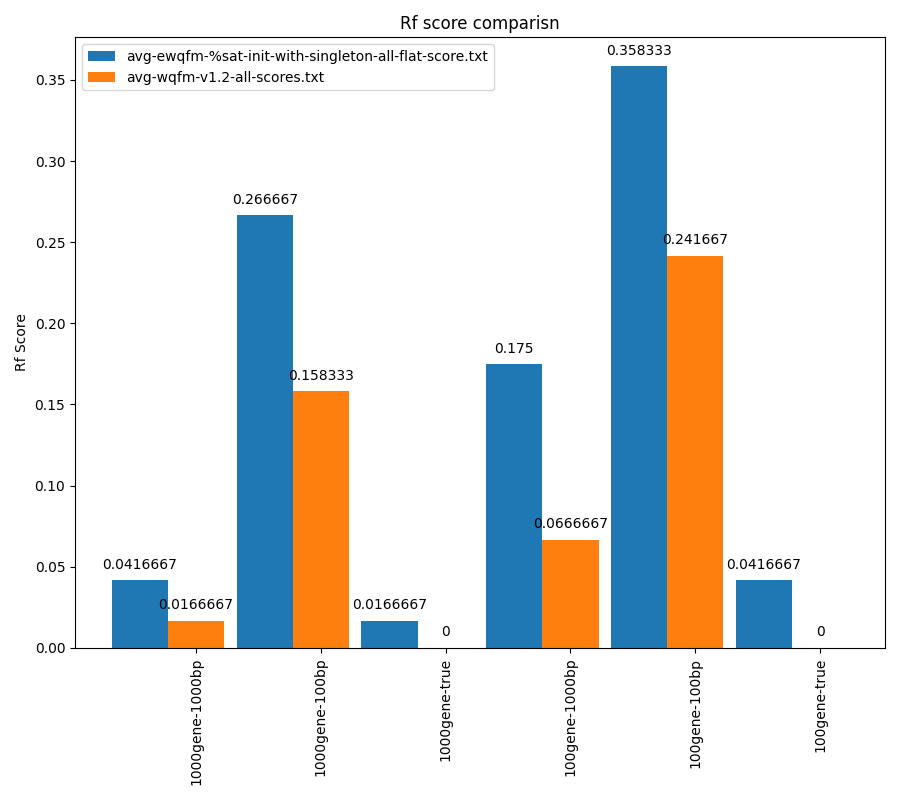 Rf score comparisn
avg-ewqfm-%sat-init-with-singleton-all-flat-score.txt
avg-wqfm-v1.2-all-scores.txt
Rf Score
0.35
0.30
0.25
0.20
0.15
0.10
0.05
0.00
0.0416667
0.0166667
0.266667
0.158333
0.0166667
0
0.175
0.0666667
0.358333
0.241667
0.0416667
0
1000gene-1000bp
1000gene-100bp
1000gene-true
100gene-1000bp
100gene-100bp
100gene-true